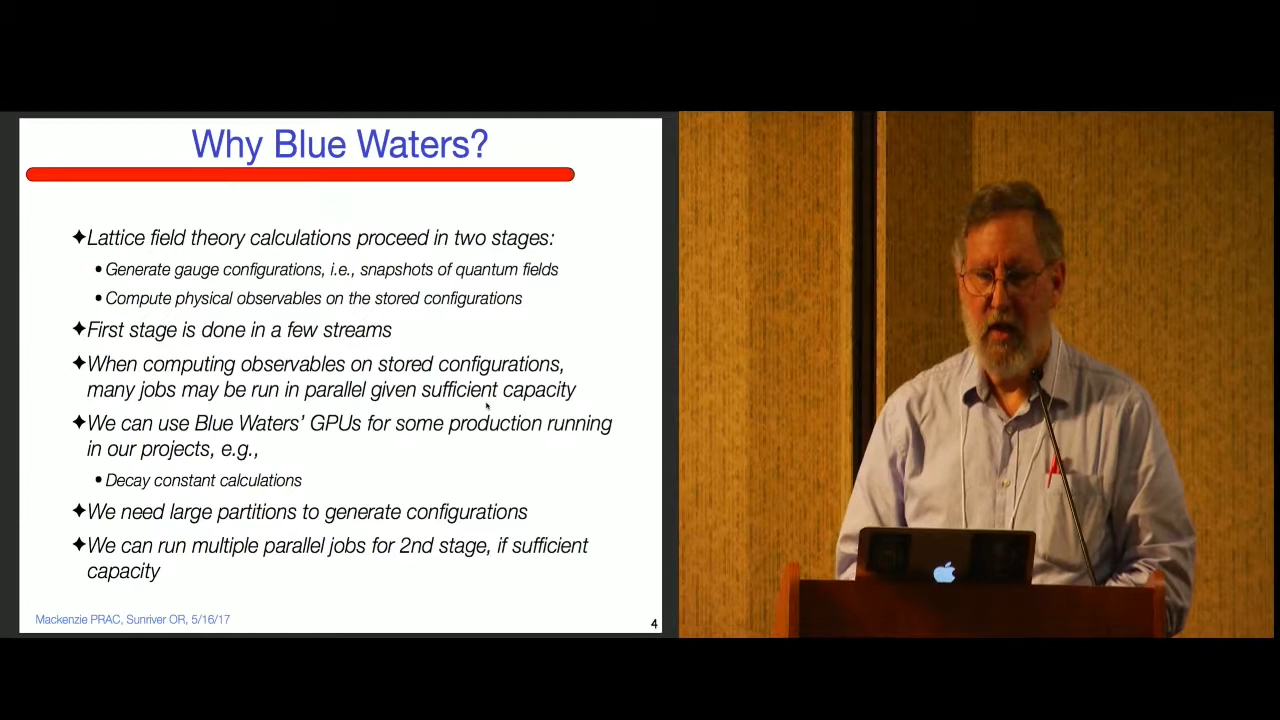 Why Blue Waters?
✦Lattice field theory calculations proceed in two stages:
• Generate gauge configurations, i.e., snapshots of quantum fields
• Compute physical observables on the stored configurations
✦First stage is done in a few streams
✦When computing observables on stored configurations,
many jobs may be run in parallel given sufficient capacity
✦We can use Blue Waters' GPUs for some production running
in our projects, e.g.,
• Decay constant calculations
✦We need large partitions to generate configurations
✦We can run multiple parallel jobs for 2nd stage, if sufficient
capacity
Mackenzie PRAC, Sunriver OR, 5/16/17
4